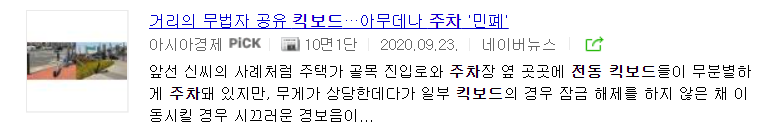 거리의 무법자 공유 킥보드…아무데나 주차 '민폐'
아시아경제 PiCK 10면1단 2020.09.23. 네이버뉴스
앞선 신씨의 사례처럼 주택가 골목 진입로와 주차장 옆 곳곳에 전동 킥보드들이 무분별하
게 주차돼 있지만, 무게가 상당한데다가 일부 킥보드의 경우 잠금 해제를 하지 않은 채 이
동시킬 경우 시끄러운 경보음이...